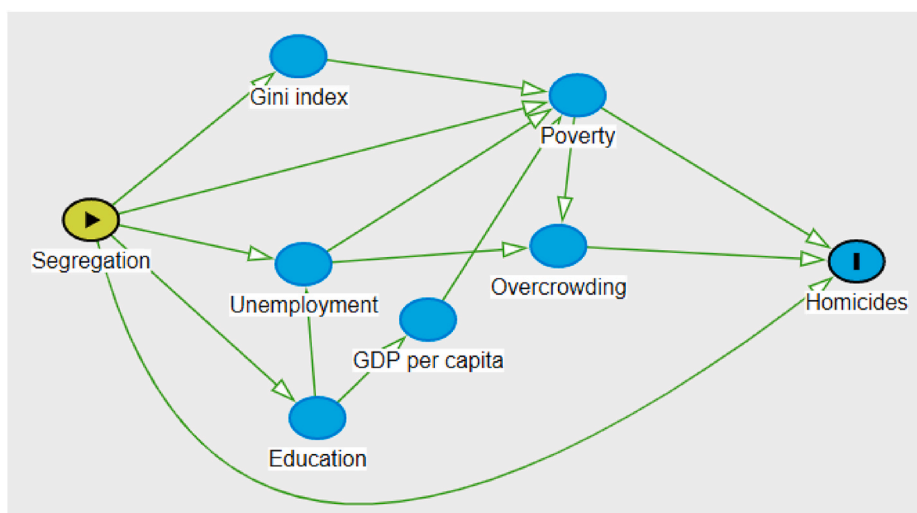 Gini index
Poverty
Segregation
Unemployment
Overcrowding
Homicides
GDP per capita
Education